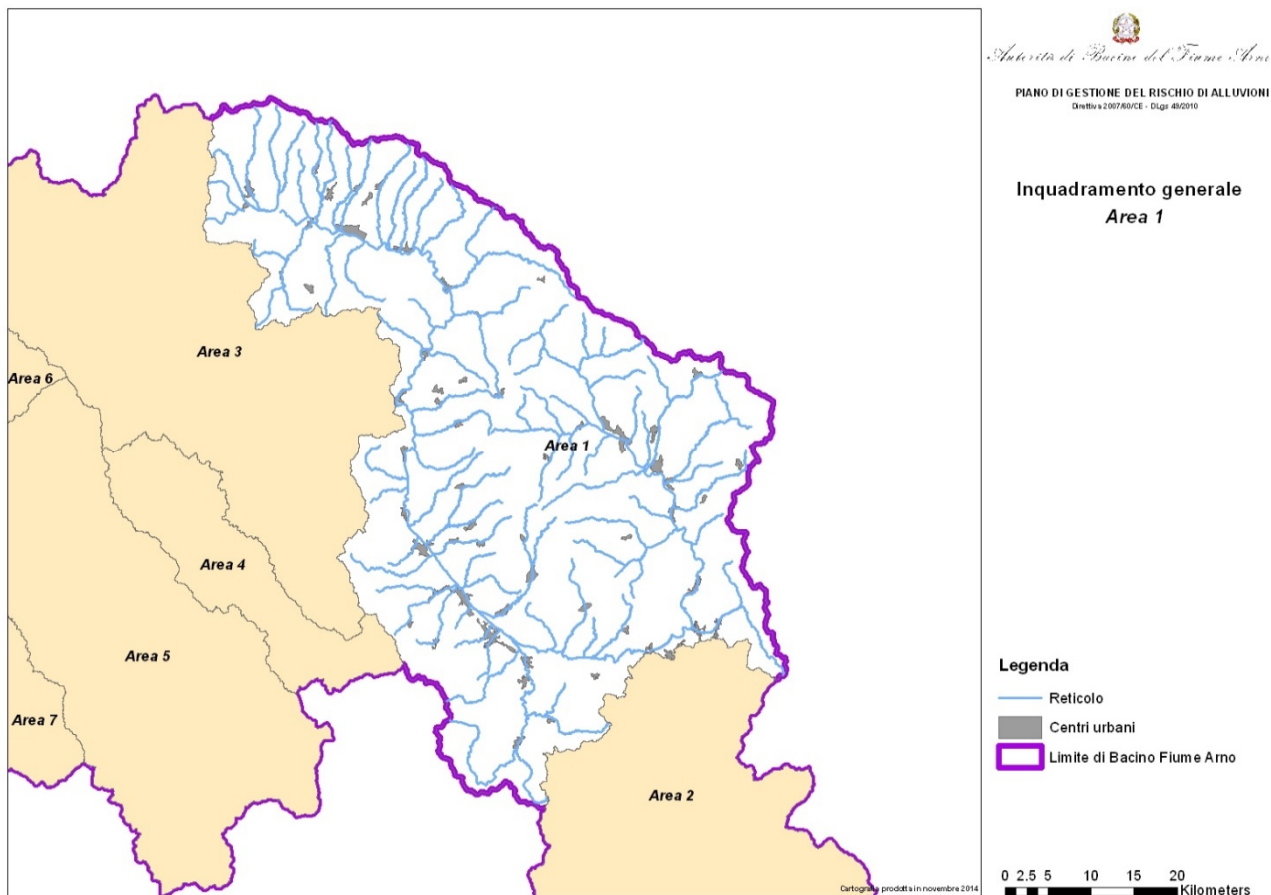 Autorità di Bacino del Fiume Arno
PIANO DI GESTIONE DEL RISCHIO DI ALLUVIONI
Direttiva 2007/60/CE - DLgs 49/2010
Inquadramento generale
Area 1
Area 3
Area 6
Area 1
Area 4
Area 5
Area 7
Area 2
Legenda
Reticolo
Centri urbani
Limite di Bacino Fiume Arno
Cartografia prodotta in novembre 2014
0 2.5 5 10 15 20
Kilometers